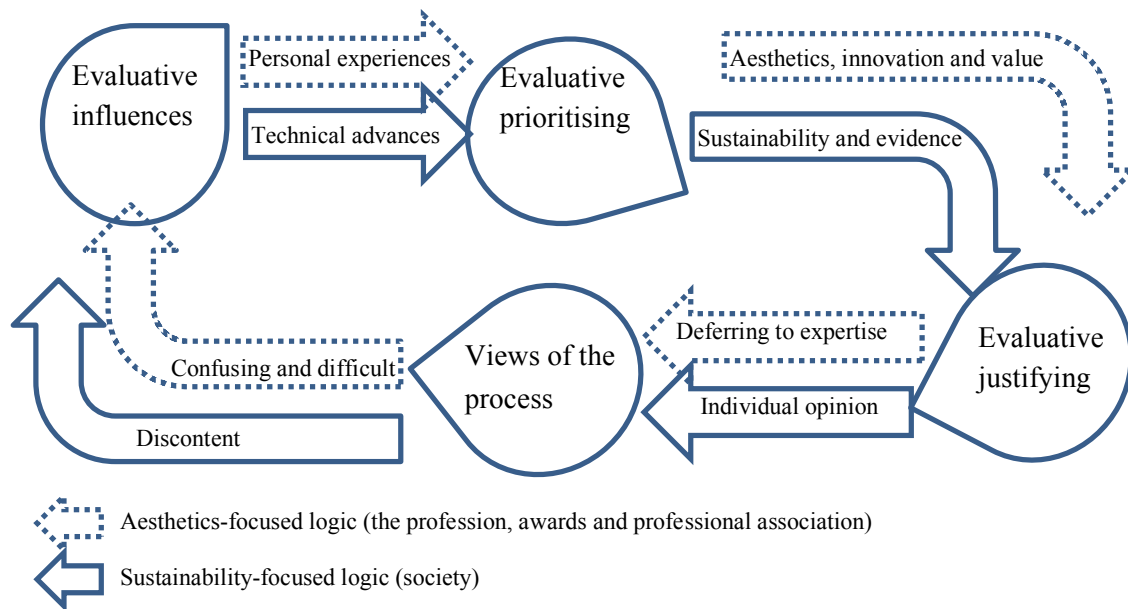 Evaluative
influences
Personal experiences
Technical advances
Evaluative
prioritising
Aesthetics, innovation and value
Sustainability and evidence
Evaluative
justifying
Deferring to expertise
Individual opinion
Views of the
process
Confusing and difficult
Discontent
Aesthetics-focused logic (the profession, awards and professional association)
Sustainability-focused logic (society)